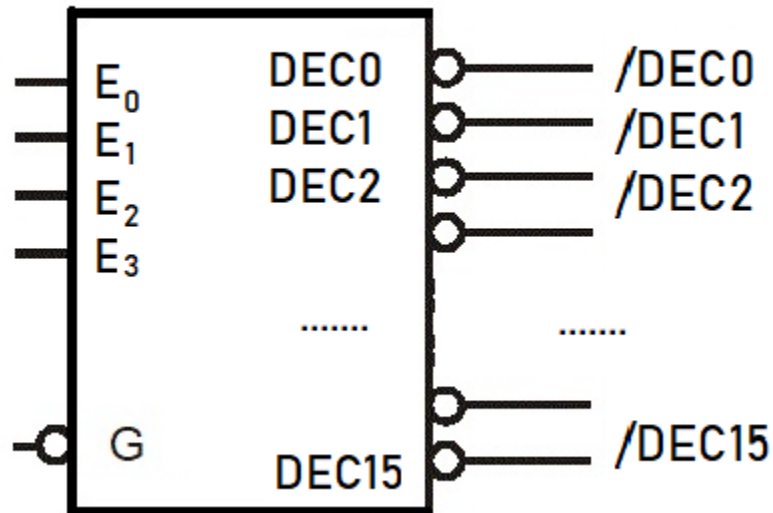 E₀ DEC0 /DEC0
E₁ DEC1 /DEC1
E₂ DEC2 /DEC2
E₃
....... .......
G
DEC15 /DEC15